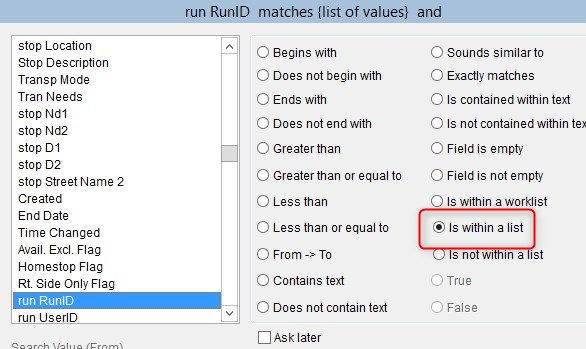 run RunID matches {list of values} and
stop Location
Stop Description
Transp Mode
Tran Needs
stop Nd1
stop Nd2
stop D1
stop D2
stop Street Name 2
Created
End Date
Time Changed
Avail. Excl. Flag
Homestop Flag
Rt. Side Only Flag
run RunID
run UserID
Begins with
Does not begin with
Ends with
Does not end with
Greater than
Greater than or equal to
Less than
Less than or equal to
From -> To
Contains text
Does not contain text
Sounds similar to
Exactly matches
Is contained within text
Is not contained within tex
Field is empty
Field is not empty
Is within a worklist
Is within a list
Is not within a list
True
False
Ask later
Search Value (From)